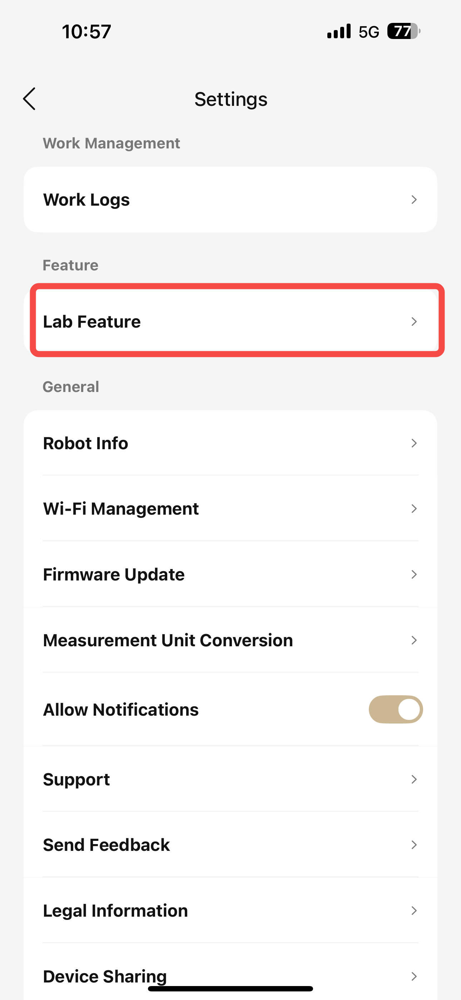 10:57
5G 77
Settings
Work Management
Work Logs
Feature
Lab Feature
General
Robot Info
Wi-Fi Management
Firmware Update
Measurement Unit Conversion
Allow Notifications
Support
Send Feedback
Legal Information
Device Sharing